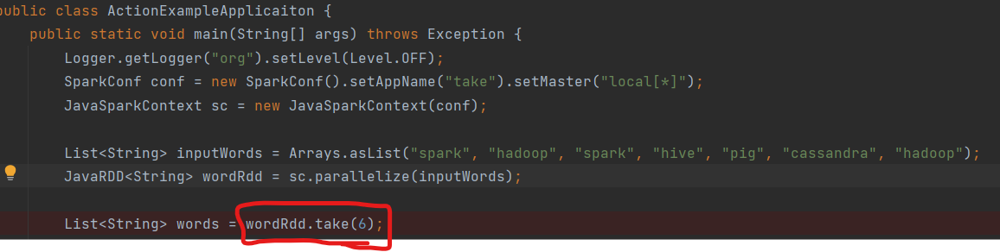 public class ActionExampleApplicaiton {
public static void main(String[] args) throws Exception {
Logger.getLogger("org").setLevel(Level.OFF);
SparkConf conf = new SparkConf().setAppName("take").setMaster("local[*]");
JavaSparkContext sc = new JavaSparkContext(conf);
List<String> inputWords = Arrays.asList("spark", "hadoop", "spark", "hive", "pig", "cassandra", "hadoop");
JavaRDD<String> wordRdd = sc.parallelize(inputWords);
List<String> words = wordRdd.take(6);